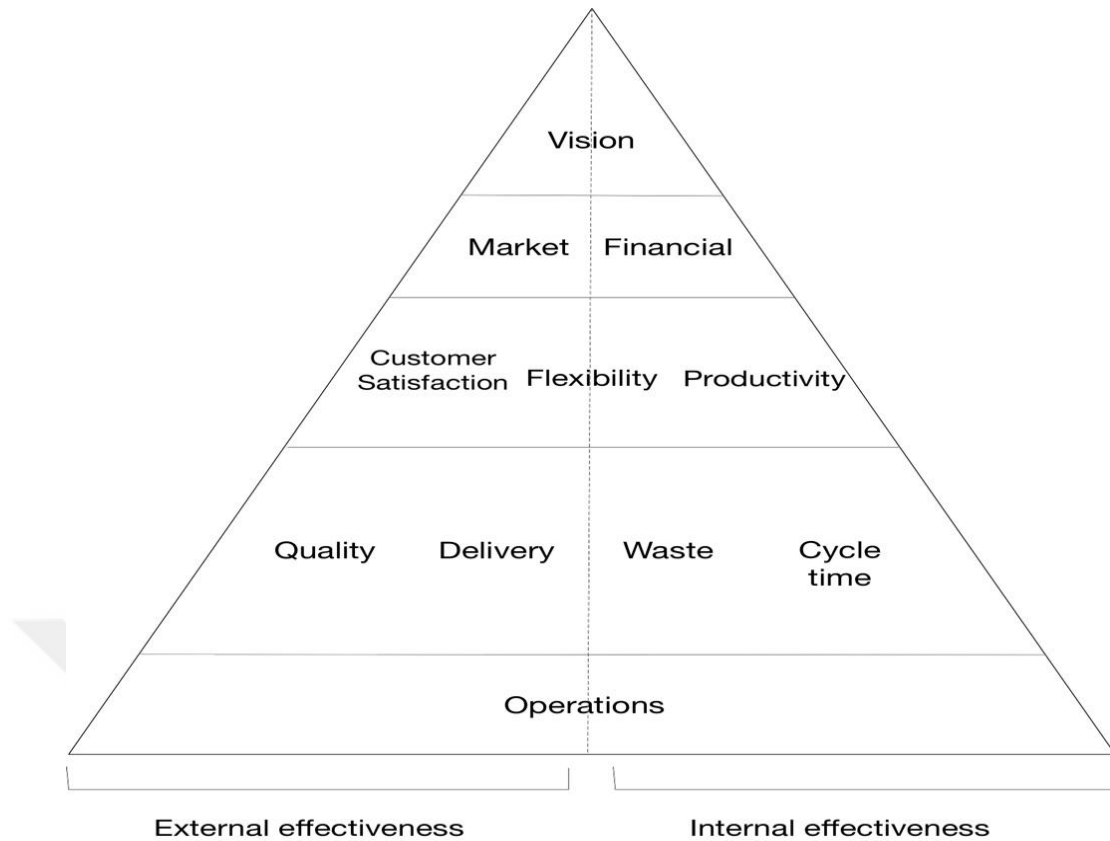 Vision
Market Financial
Customer
Satisfaction Flexibility Productivity
Quality Delivery Waste Cycle
time
Operations
External effectiveness Internal effectiveness